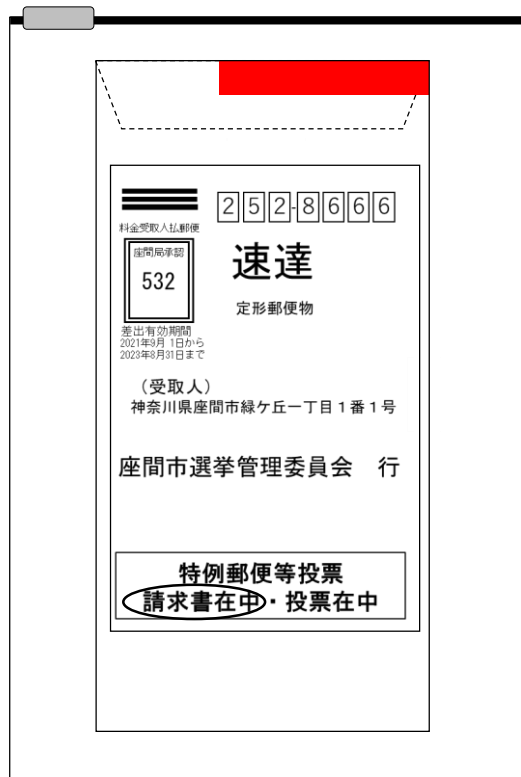 252-8666
料金受取人払郵便
座間局承認
532
速達
定形郵便物
差出有効期間
2021年9月 1日から
2023年8月31日まで
（受取人）
神奈川県座間市緑ケ丘一丁目１番１号
座間市選挙管理委員会　行
特例郵便等投票
請求書在中・投票在中